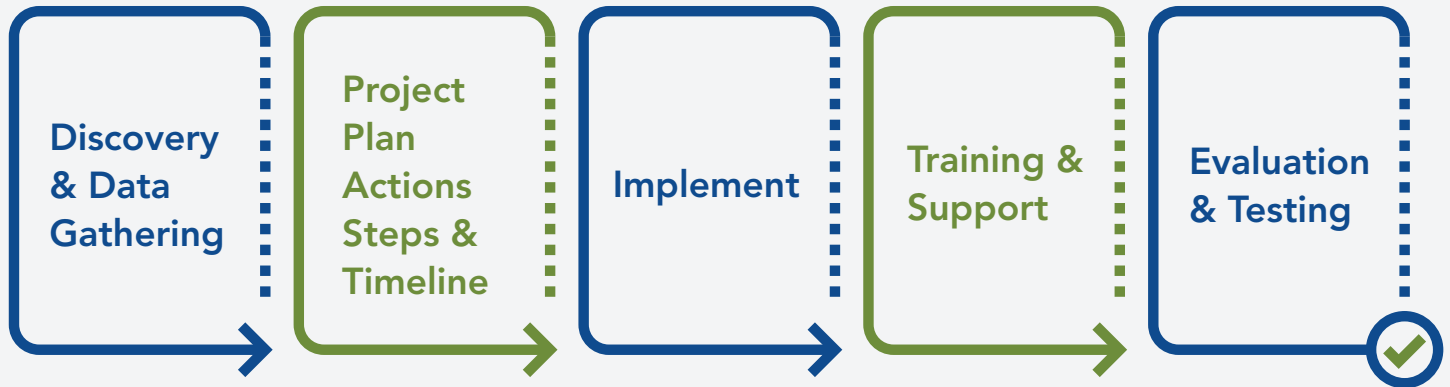 Discovery
& Data
Gathering
Project
Plan
Actions
Steps &
Timeline
Implement
Training &
Support
Evaluation
& Testing